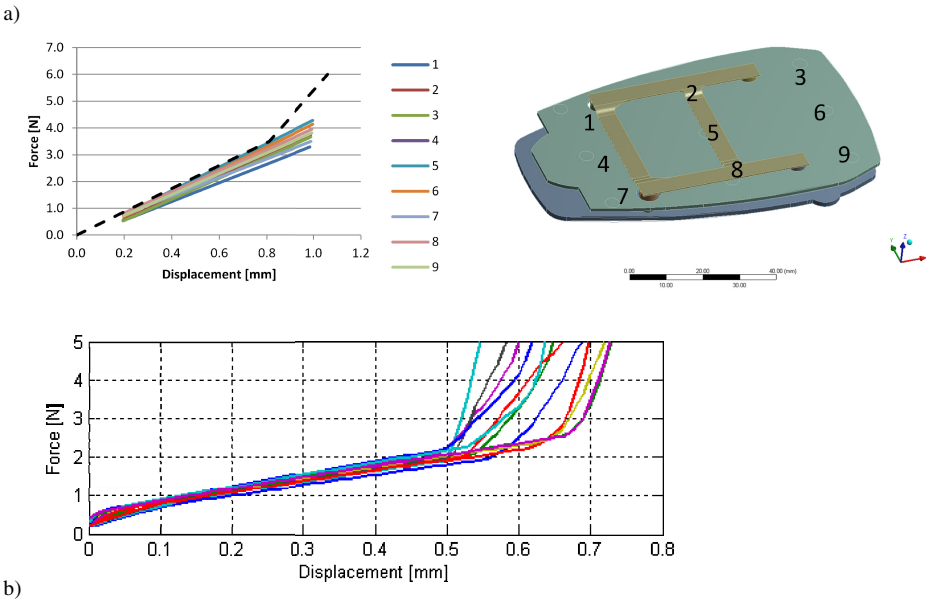 a)
7.0
6.0
5.0
4.0
3.0
2.0
1.0
0.0
Force [N]
0.0 0.2 0.4 0.6 0.8 1.0 1.2
Displacement [mm]
1
2
3
4
5
6
7
8
9
1 2 3
4 5 6
7 8 9
0.00 20.00 40.00 (mm)
10.00 30.00
Y Z
5
4
3
2
1
0
Force [N]
0 0.1 0.2 0.3 0.4 0.5 0.6 0.7 0.8
Displacement [mm]
b)